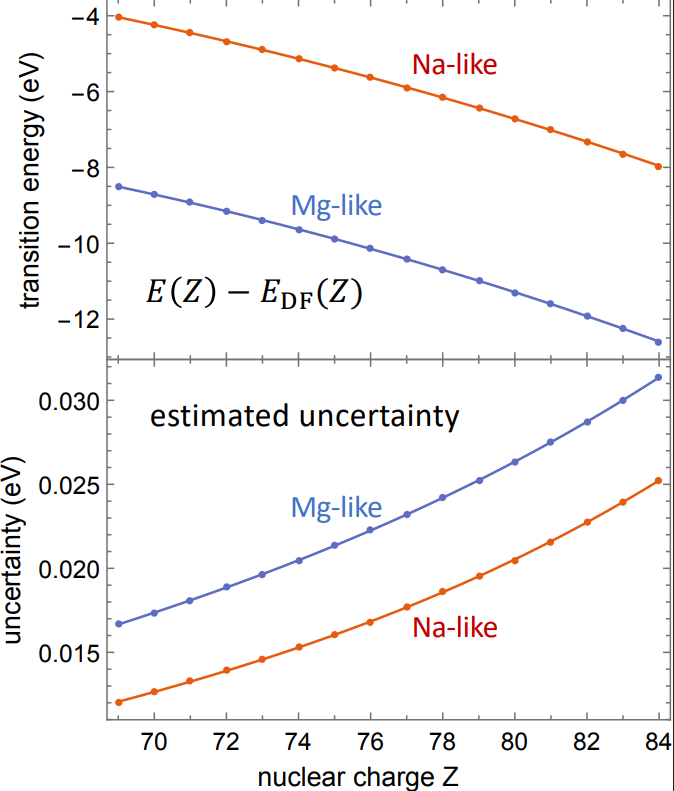 −4
−6
−8
−10
−12
transition energy (eV)
Na-like
Mg-like
E(Z) − E_DF(Z)
0.030
0.025
0.020
0.015
uncertainty (eV)
estimated uncertainty
Mg-like
Na-like
70 72 74 76 78 80 82 84
nuclear charge Z